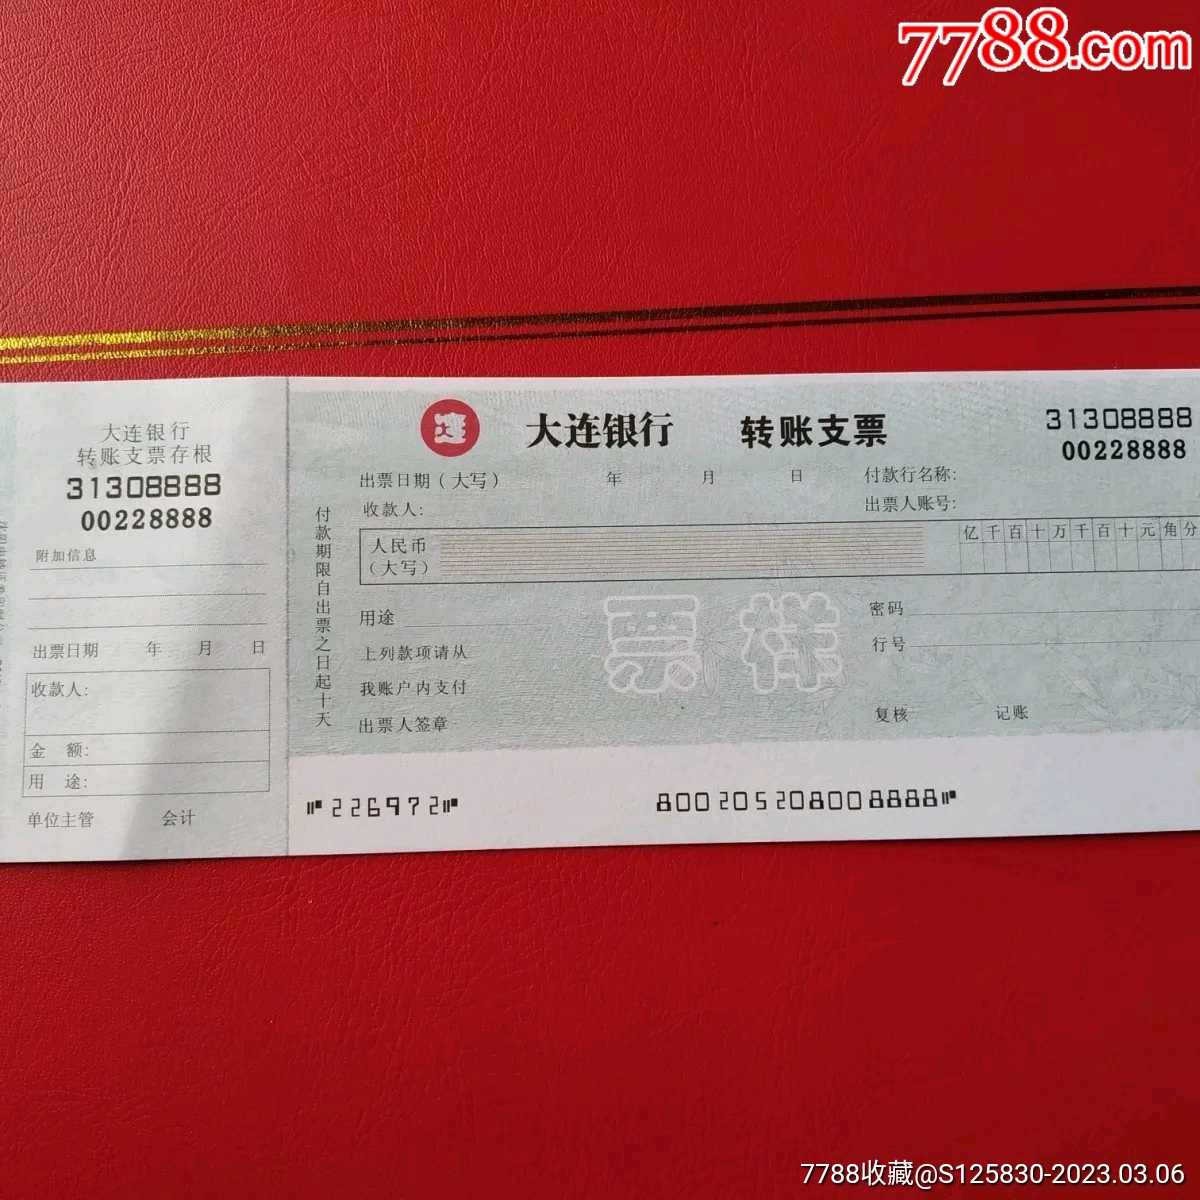 7788.com
大连银行
转账支票存根
31308888
00228888
附加信息
出票日期 年 月 日
收款人:
金 额:
用 途:
单位主管 会计
付款期限自出票之日起十天
大连银行 转账支票
31308888
00228888
出票日期(大写) 年 月 日 付款行名称:
收款人: 出票人账号:
人民币
(大写)
亿千百十万千百十元角分
用途
密码
行号
上列款项请从
我账户内支付
出票人签章
复核 记账
票样
226972
8002052080088888
7788收藏@S125830-2023.03.06